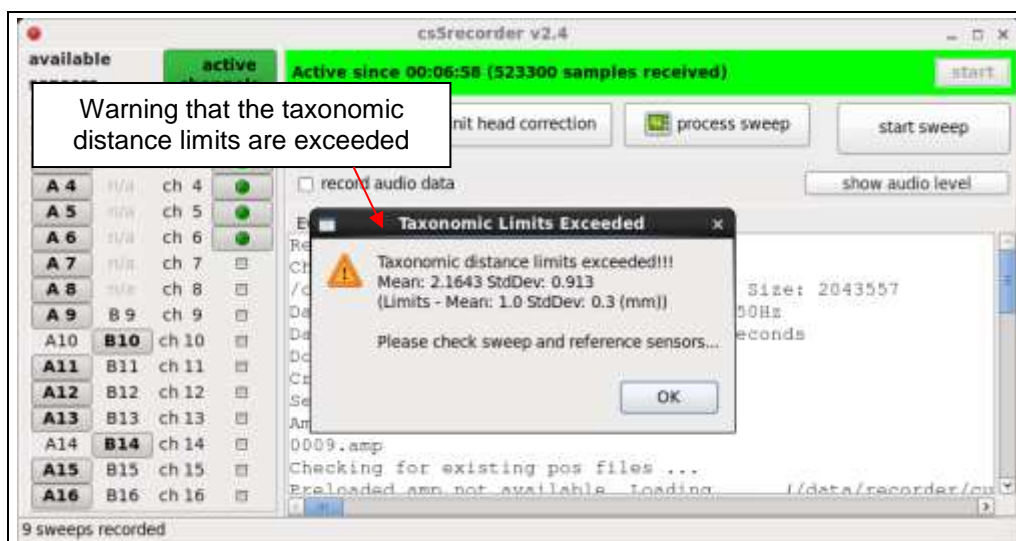 cs5recorder v2.4
available
active
Active since 00:06:58 (523300 samples received)
start
Warning that the taxonomic
distance limits are exceeded
head correction
process sweep
start sweep
record audio data
show audio level
A 4 n/a ch 4
A 5 n/a ch 5
A 6 n/a ch 6
A 7 n/a ch 7
A 8 n/a ch 8
A 9 B 9 ch 9
A10 B10 ch 10
A11 B11 ch 11
A12 B12 ch 12
A13 B13 ch 13
A14 B14 ch 14
A15 B15 ch 15
A16 B16 ch 16
Taxonomic Limits Exceeded
Taxonomic distance limits exceeded!!!
Mean: 2.1643 StdDev: 0.913
(Limits - Mean: 1.0 StdDev: 0.3 (mm))
Please check sweep and reference sensors...
OK
Size: 2043557
50Hz
econds
0009.amp
Checking for existing pos files ...
Preloaded amp not available Loading (/data/recorder/cu
9 sweeps recorded